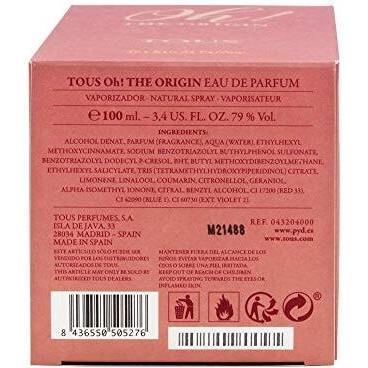 Oh!
THE ORIGIN
TOUS
TOUS Oh! THE ORIGIN EAU DE PARFUM
VAPORIZADOR - NATURAL SPRAY - VAPORISATEUR
℮ 100 ml. – 3,4 US. FL. OZ. 79 % Vol.
INGREDIENTS:
ALCOHOL DENAT., PARFUM (FRAGRANCE), AQUA (WATER), ETHYLHEXYL
METHOXYCINNAMATE, SODIUM BENZOTRIAZOLYL BUTYLPHENOL SULFONATE,
BENZOTRIAZOLYL DODECYL P-CRESOL, BHT, BUTYL METHOXYDIBENZOYLMETHANE,
ETHYLHEXYL SALICYLATE, TRIS (TETRAMETHYLHYDROXYPIPERIDINOL) CITRATE,
LIMONENE, LINALOOL, COUMARIN, CITRONELLOL, GERANIOL,
ALPHA-ISOMETHYL IONONE, CITRAL, BENZYL ALCOHOL, CI 17200 (RED 33),
CI 42090 (BLUE 1), CI 60730 (EXT. VIOLET 2).
TOUS PERFUMES, S.A.
ISLA DE JAVA, 33
28034 MADRID - SPAIN
MADE IN SPAIN
M21488
REF. 043204000
www.pyd.es
www.tous.com
ESTE ARTICULO SÓLO PUEDE SER
VENDIDO POR LOS DISTRIBUIDORES
AUTORIZADOS DE TOUS.
THIS ARTICLE MAY ONLY BE SOLD
BY AUTHORISED TOUS DEALERS
MANTENER FUERA DEL ALCANCE DE LOS
NIÑOS. EVITAR VAPORIZAR HACIA LOS
OJOS O SOBRE UNA PIEL IRRITADA.
KEEP OUT OF REACH OF CHILDREN.
AVOID SPRAYING TOWARDS THE EYES OR
INFLAMED SKIN.
8 436550 505276